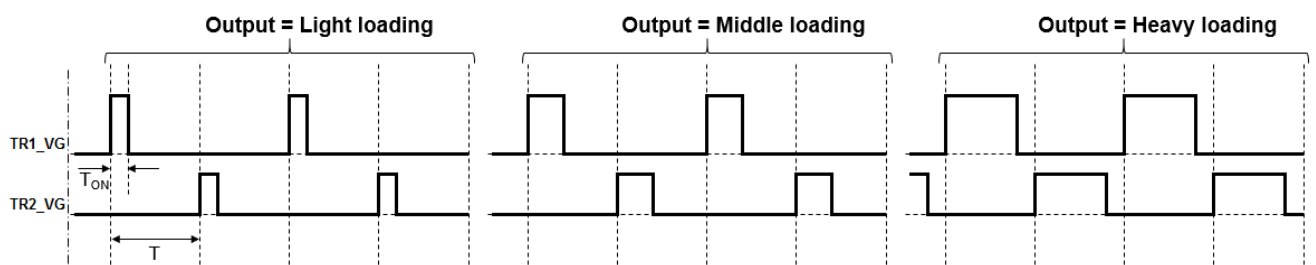 Output = Light loading
Output = Middle loading
Output = Heavy loading
TR1_VG
TON
TR2_VG
T